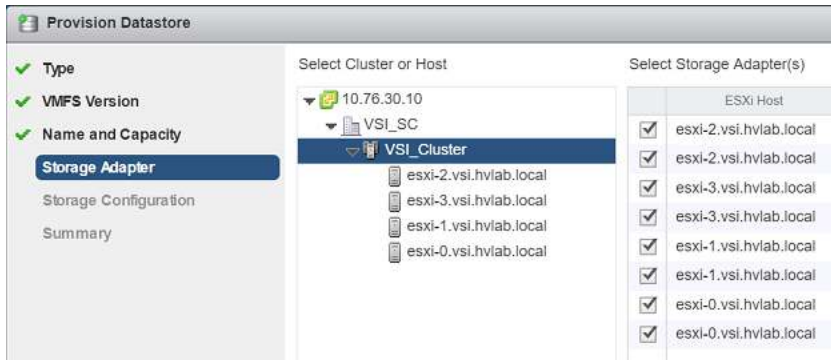 Provision Datastore
Type
VMFS Version
Name and Capacity
Storage Adapter
Storage Configuration
Summary
Select Cluster or Host
10.76.30.10
VSI_SC
VSI_Cluster
esxi-2.vsi.hvlab.local
esxi-3.vsi.hvlab.local
esxi-1.vsi.hvlab.local
esxi-0.vsi.hvlab.local
Select Storage Adapter(s)
ESXi Host
esxi-2.vsi.hvlab.local
esxi-2.vsi.hvlab.local
esxi-3.vsi.hvlab.local
esxi-3.vsi.hvlab.local
esxi-1.vsi.hvlab.local
esxi-1.vsi.hvlab.local
esxi-0.vsi.hvlab.local
esxi-0.vsi.hvlab.local